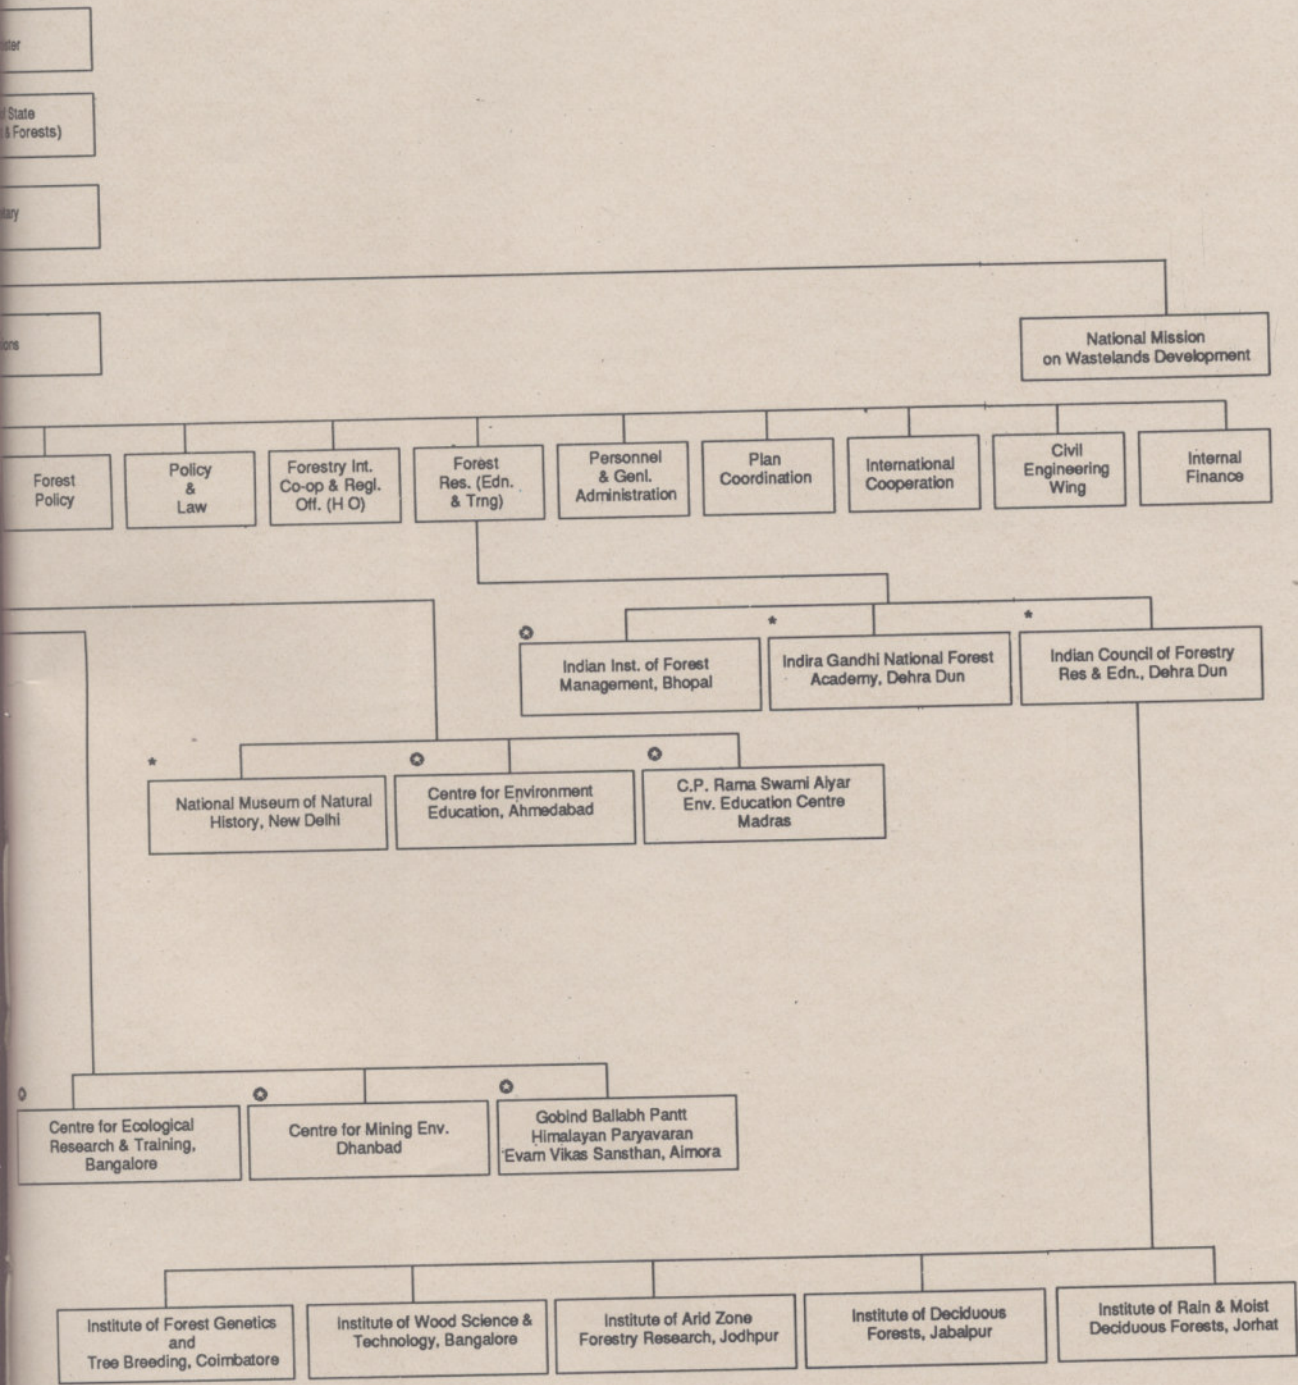 State
& Forests)
National Mission
on Wastelands Development
Forest
Policy
Policy
&
Law
Forestry Int.
Co-op & Regl.
Off. (H O)
Forest
Res. (Edn.
& Trng)
Personnel
& Genl.
Administration
Plan
Coordination
International
Cooperation
Civil
Engineering
Wing
Internal
Finance
Indian Inst. of Forest
Management, Bhopal
*
Indira Gandhi National Forest
Academy, Dehra Dun
*
Indian Council of Forestry
Res & Edn., Dehra Dun
*
National Museum of Natural
History, New Delhi
Centre for Environment
Education, Ahmedabad
C.P. Rama Swami Aiyar
Env. Education Centre
Madras
Centre for Ecological
Research & Training,
Bangalore
Centre for Mining Env.
Dhanbad
Gobind Ballabh Pantt
Himalayan Paryavaran
Evam Vikas Sansthan, Almora
Institute of Forest Genetics
and
Tree Breeding, Coimbatore
Institute of Wood Science &
Technology, Bangalore
Institute of Arid Zone
Forestry Research, Jodhpur
Institute of Deciduous
Forests, Jabalpur
Institute of Rain & Moist
Deciduous Forests, Jorhat